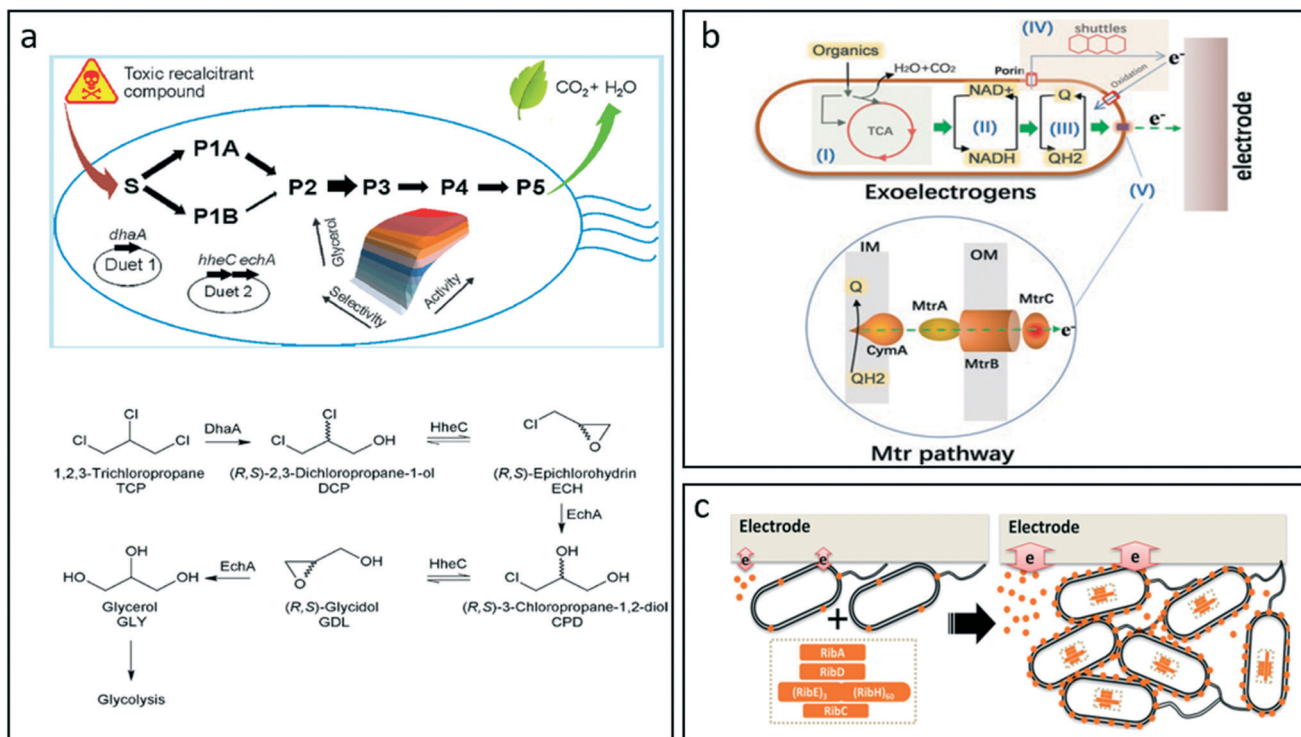 a
Toxic recalcitrant
compound
CO₂ + H₂O
S
P1A
P1B
P2
P3
P4
P5
dhaA
Duet 1
hheC echA
Duet 2
Glycerol
Selectivity
Activity
Cl
Cl
Cl
1,2,3-Trichloropropane
TCP
DhaA
Cl
Cl
OH
(R,S)-2,3-Dichloropropane-1-ol
DCP
HheC
Cl
O
(R,S)-Epichlorohydrin
ECH
EchA
OH
HO
OH
Glycerol
GLY
EchA
OH
O
(R,S)-Glycidol
GDL
HheC
OH
Cl
OH
(R,S)-3-Chloropropane-1,2-diol
CPD
Glycolysis
b
Organics
H₂O+CO₂
Porin
(IV)
shuttles
e⁻
Oxidation
NAD+
Q
TCA
(I)
(II)
(III)
NADH
QH2
e⁻
electrode
Exoelectrogens
(V)
IM
OM
Q
MtrA
MtrC
e⁻
CymA
MtrB
QH2
Mtr pathway
c
Electrode
e
e
+
RibA
RibD
(RibE)₃
(RibH)₆₀
RibC
Electrode
e
e